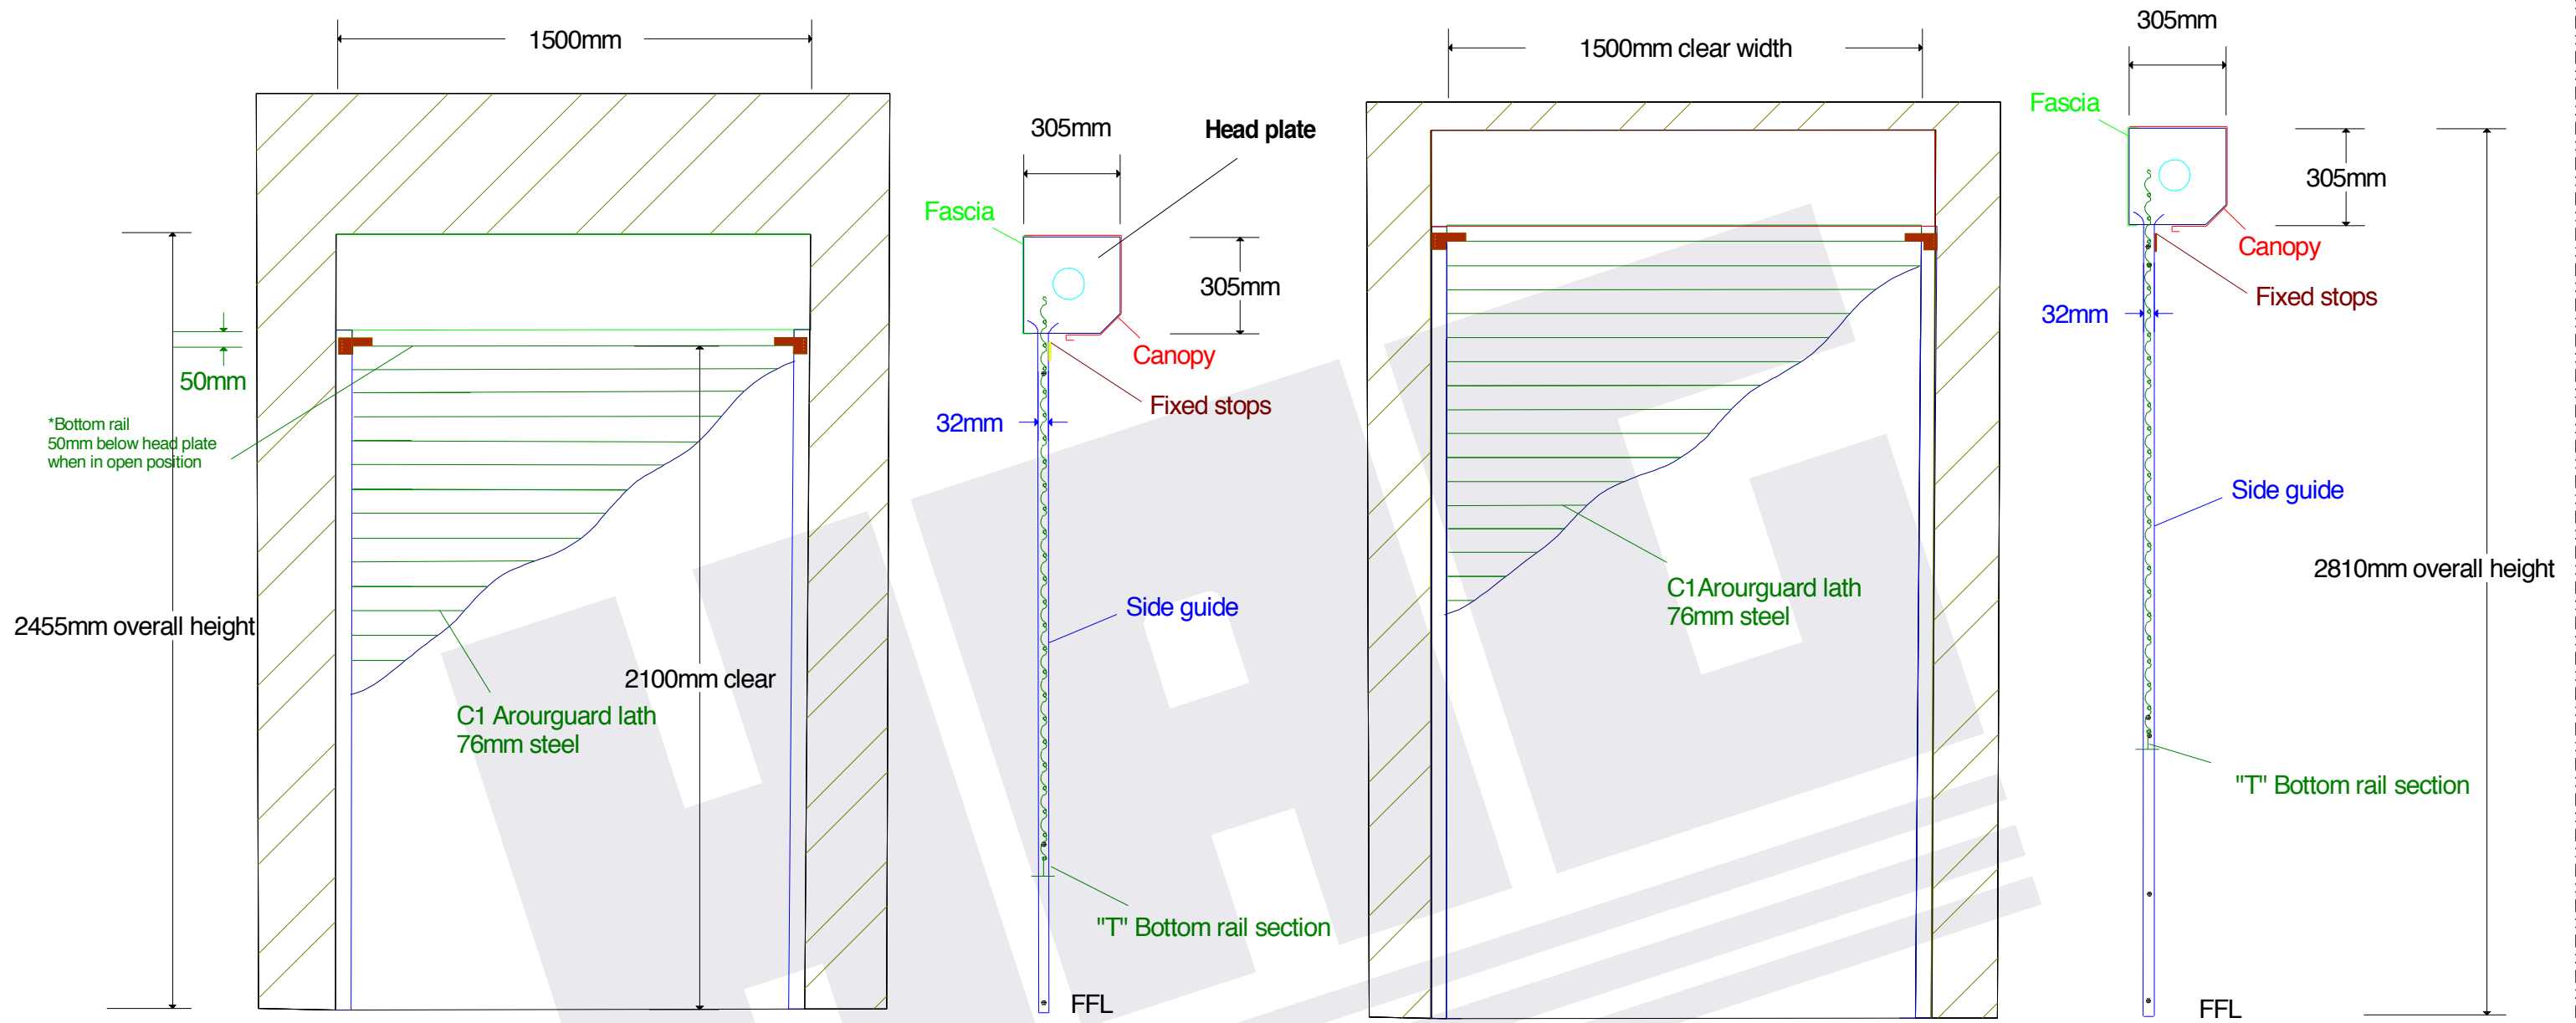 1500mm
305mm
Head plate
Fascia
305mm
Canopy
Fixed stops
32mm
50mm
*Bottom rail
50mm below head plate
when in open position
Side guide
2455mm overall height
2100mm clear
C1 Arourguard lath
76mm steel
"T" Bottom rail section
FFL
1500mm clear width
305mm
Fascia
305mm
Canopy
Fixed stops
32mm
Side guide
2810mm overall height
C1Arourguard lath
76mm steel
"T" Bottom rail section
FFL